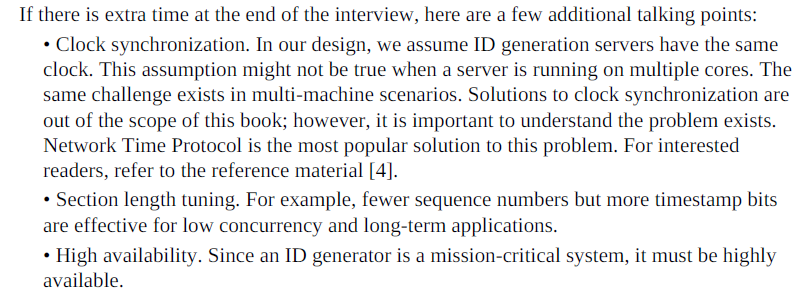 If there is extra time at the end of the interview, here are a few additional talking points:
• Clock synchronization. In our design, we assume ID generation servers have the same
clock. This assumption might not be true when a server is running on multiple cores. The
same challenge exists in multi-machine scenarios. Solutions to clock synchronization are
out of the scope of this book; however, it is important to understand the problem exists.
Network Time Protocol is the most popular solution to this problem. For interested
readers, refer to the reference material [4].
• Section length tuning. For example, fewer sequence numbers but more timestamp bits
are effective for low concurrency and long-term applications.
• High availability. Since an ID generator is a mission-critical system, it must be highly
available.